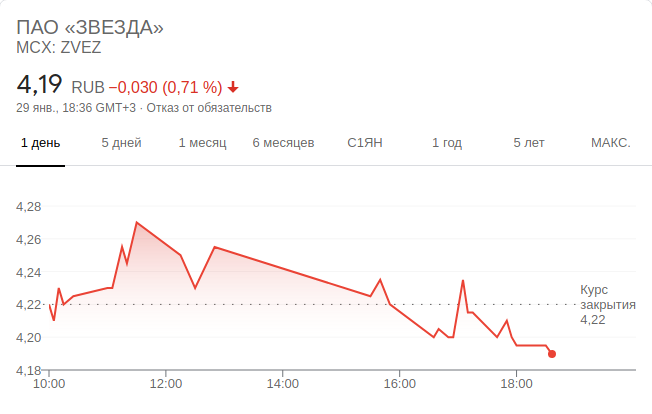 ПАО «ЗВЕЗДА»
MCX: ZVEZ
4,19 RUB −0,030 (0,71 %)
29 янв., 18:36 GMT+3 · Отказ от обязательств
1 день 5 дней 1 месяц 6 месяцев С1ЯН 1 год 5 лет МАКС.
4,28
4,26
4,24
4,22
4,20
4,18
Курс
закрытия
4,22
10:00 12:00 14:00 16:00 18:00